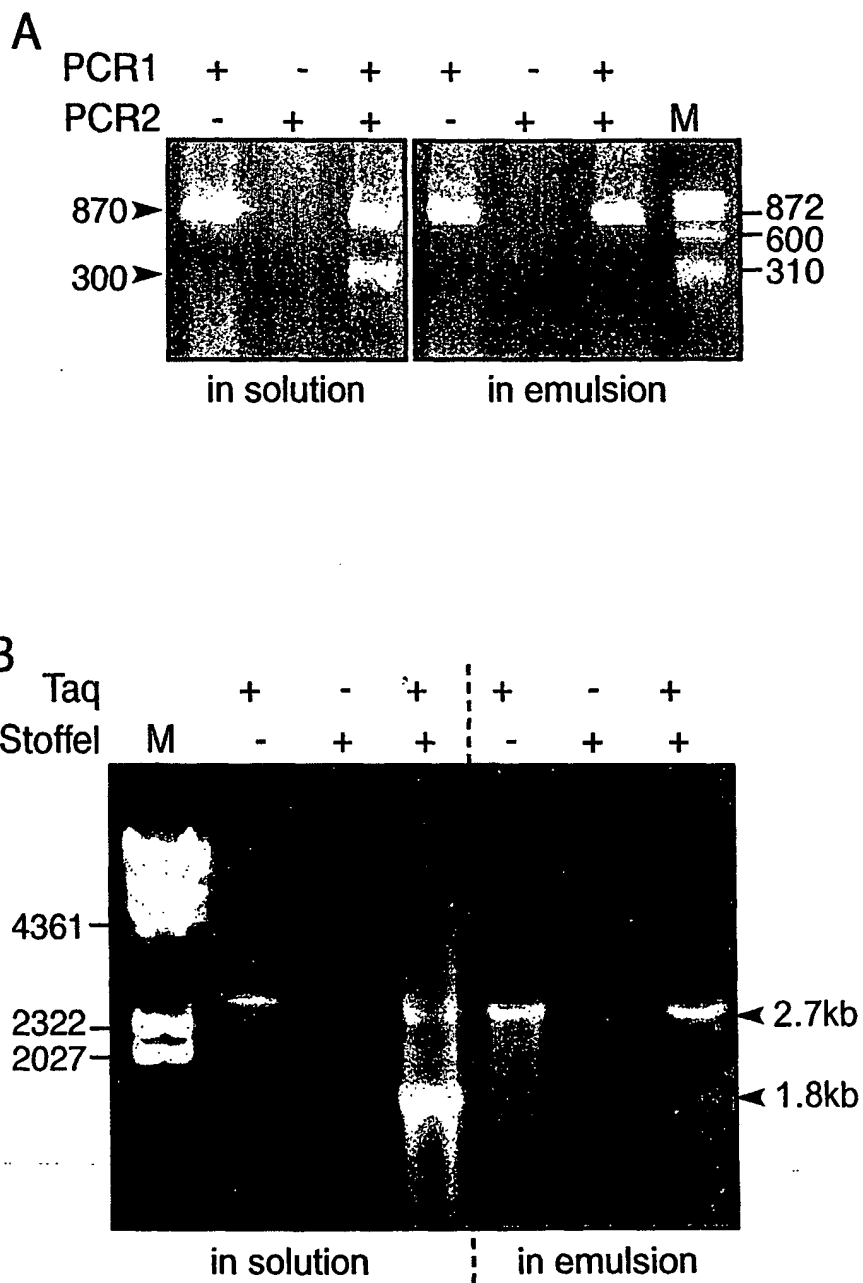 A
PCR1 + - + + - +
PCR2 - + + - + + M
870 872
600
300 310
in solution in emulsion
B
Taq + - + + - +
Stoffel M - + + - + +
4361
2322 2.7kb
2027
1.8kb
in solution in emulsion